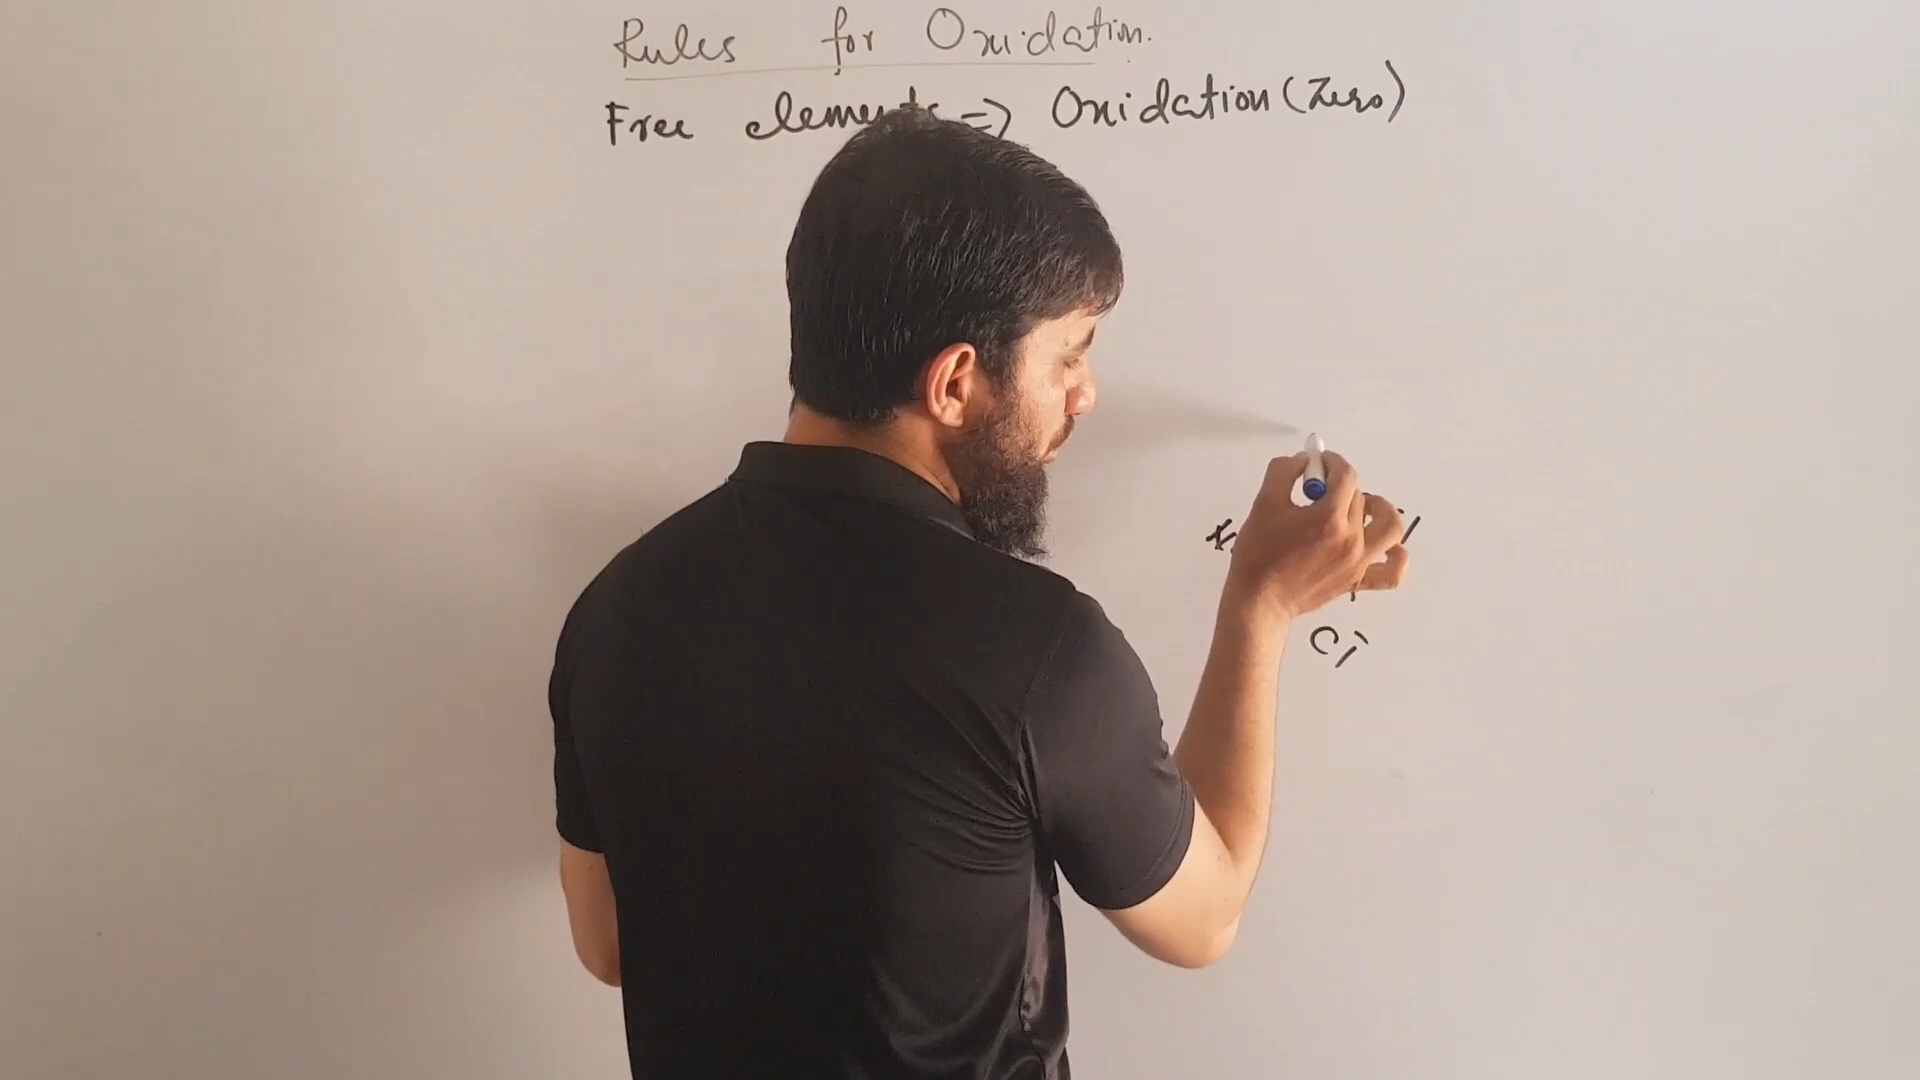 Rules for Oxidation.
Free elements => Oxidation (Zero)
Cl